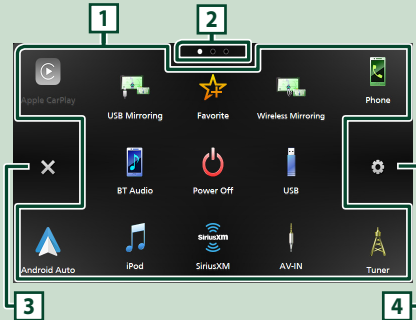 1
2
Apple CarPlay
USB Mirroring
Favorite
Wireless Mirroring
Phone
BT Audio
Power Off
USB
Android Auto
iPod
SiriusXM
SiriusXM
AV-IN
Tuner
3
4